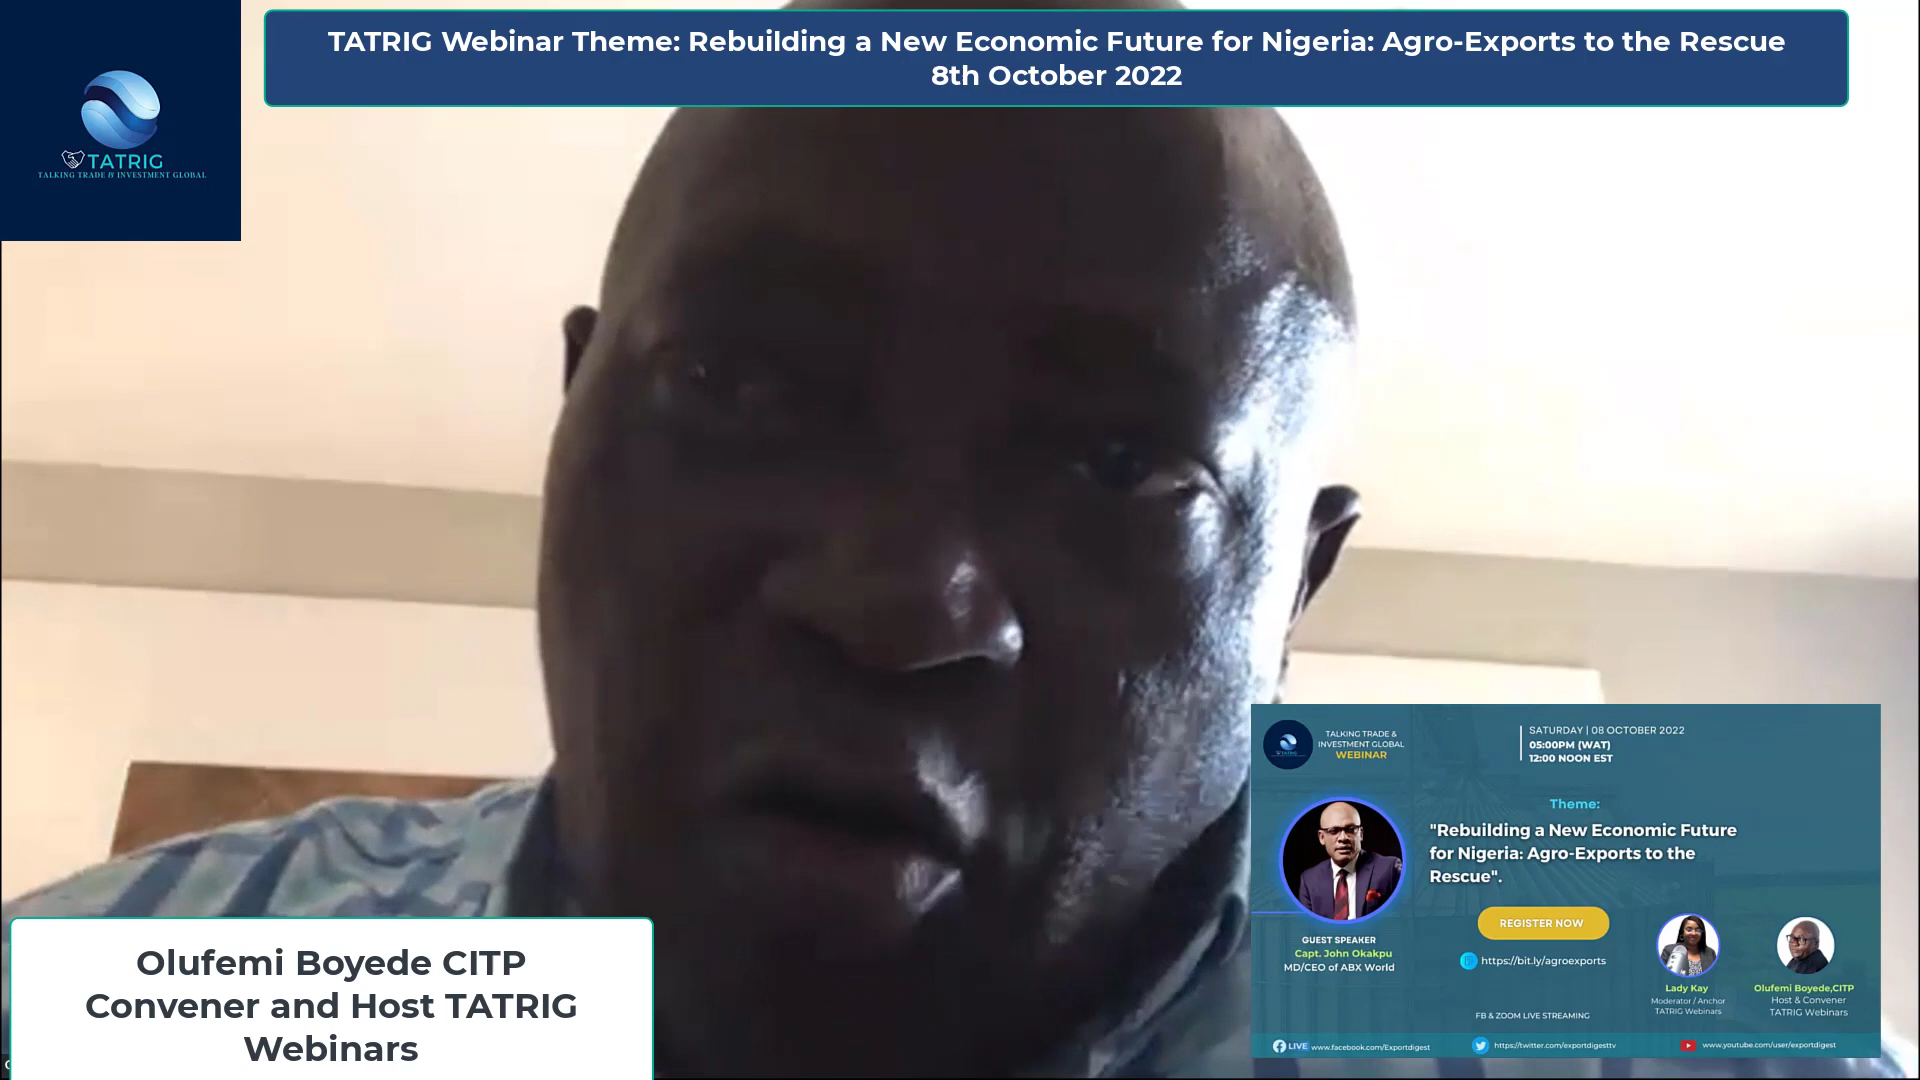 TATRIG Webinar Theme: Rebuilding a New Economic Future for Nigeria: Agro-Exports to the Rescue
8th October 2022
TATRIG
TALKING TRADE & INVESTMENT GLOBAL
Olufemi Boyede CITP
Convener and Host TATRIG
Webinars
TALKING TRADE &
INVESTMENT GLOBAL
WEBINAR
SATURDAY | 08 OCTOBER 2022
05:00PM (WAT)
12:00 NOON EST
Theme:
"Rebuilding a New Economic Future
for Nigeria: Agro-Exports to the
Rescue".
REGISTER NOW
https://bit.ly/agroexports
GUEST SPEAKER
Capt. John Okakpu
MD/CEO of ABX World
Lady Kay
Moderator / Anchor
TATRIG Webinars
Olufemi Boyede,CITP
Host & Convener
TATRIG Webinars
FB & ZOOM LIVE STREAMING
LIVE www.facebook.com/Exportdigest
https://twitter.com/exportdigesttv
www.youtube.com/user/exportdigest